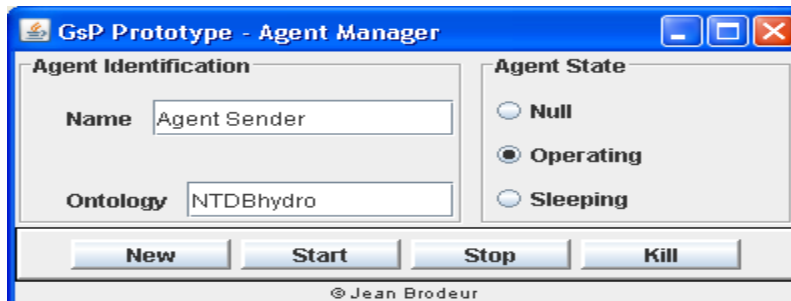 GsP Prototype - Agent Manager
Agent Identification
Name Agent Sender
Ontology NTDBhydro
Agent State
Null
Operating
Sleeping
New Start Stop Kill
© Jean Brodeur